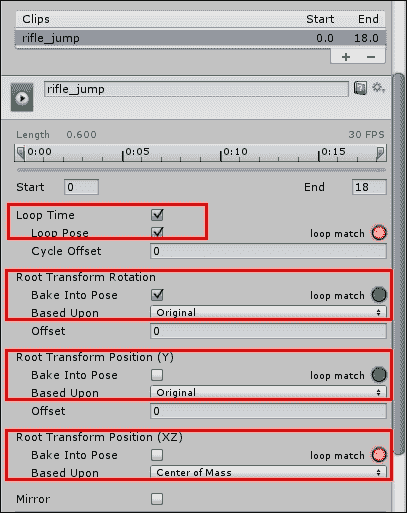 Clips Start End
rifle_jump 0.0 18.0
+ −
rifle_jump
Length 0.600 30 FPS
0:00 0:05 0:10 0:15
Start 0 End 18
Loop Time
Loop Pose loop match
Cycle Offset 0
Root Transform Rotation
Bake Into Pose loop match
Based Upon Original
Offset 0
Root Transform Position (Y)
Bake Into Pose loop match
Based Upon Original
Offset 0
Root Transform Position (XZ)
Bake Into Pose loop match
Based Upon Center of Mass
Mirror